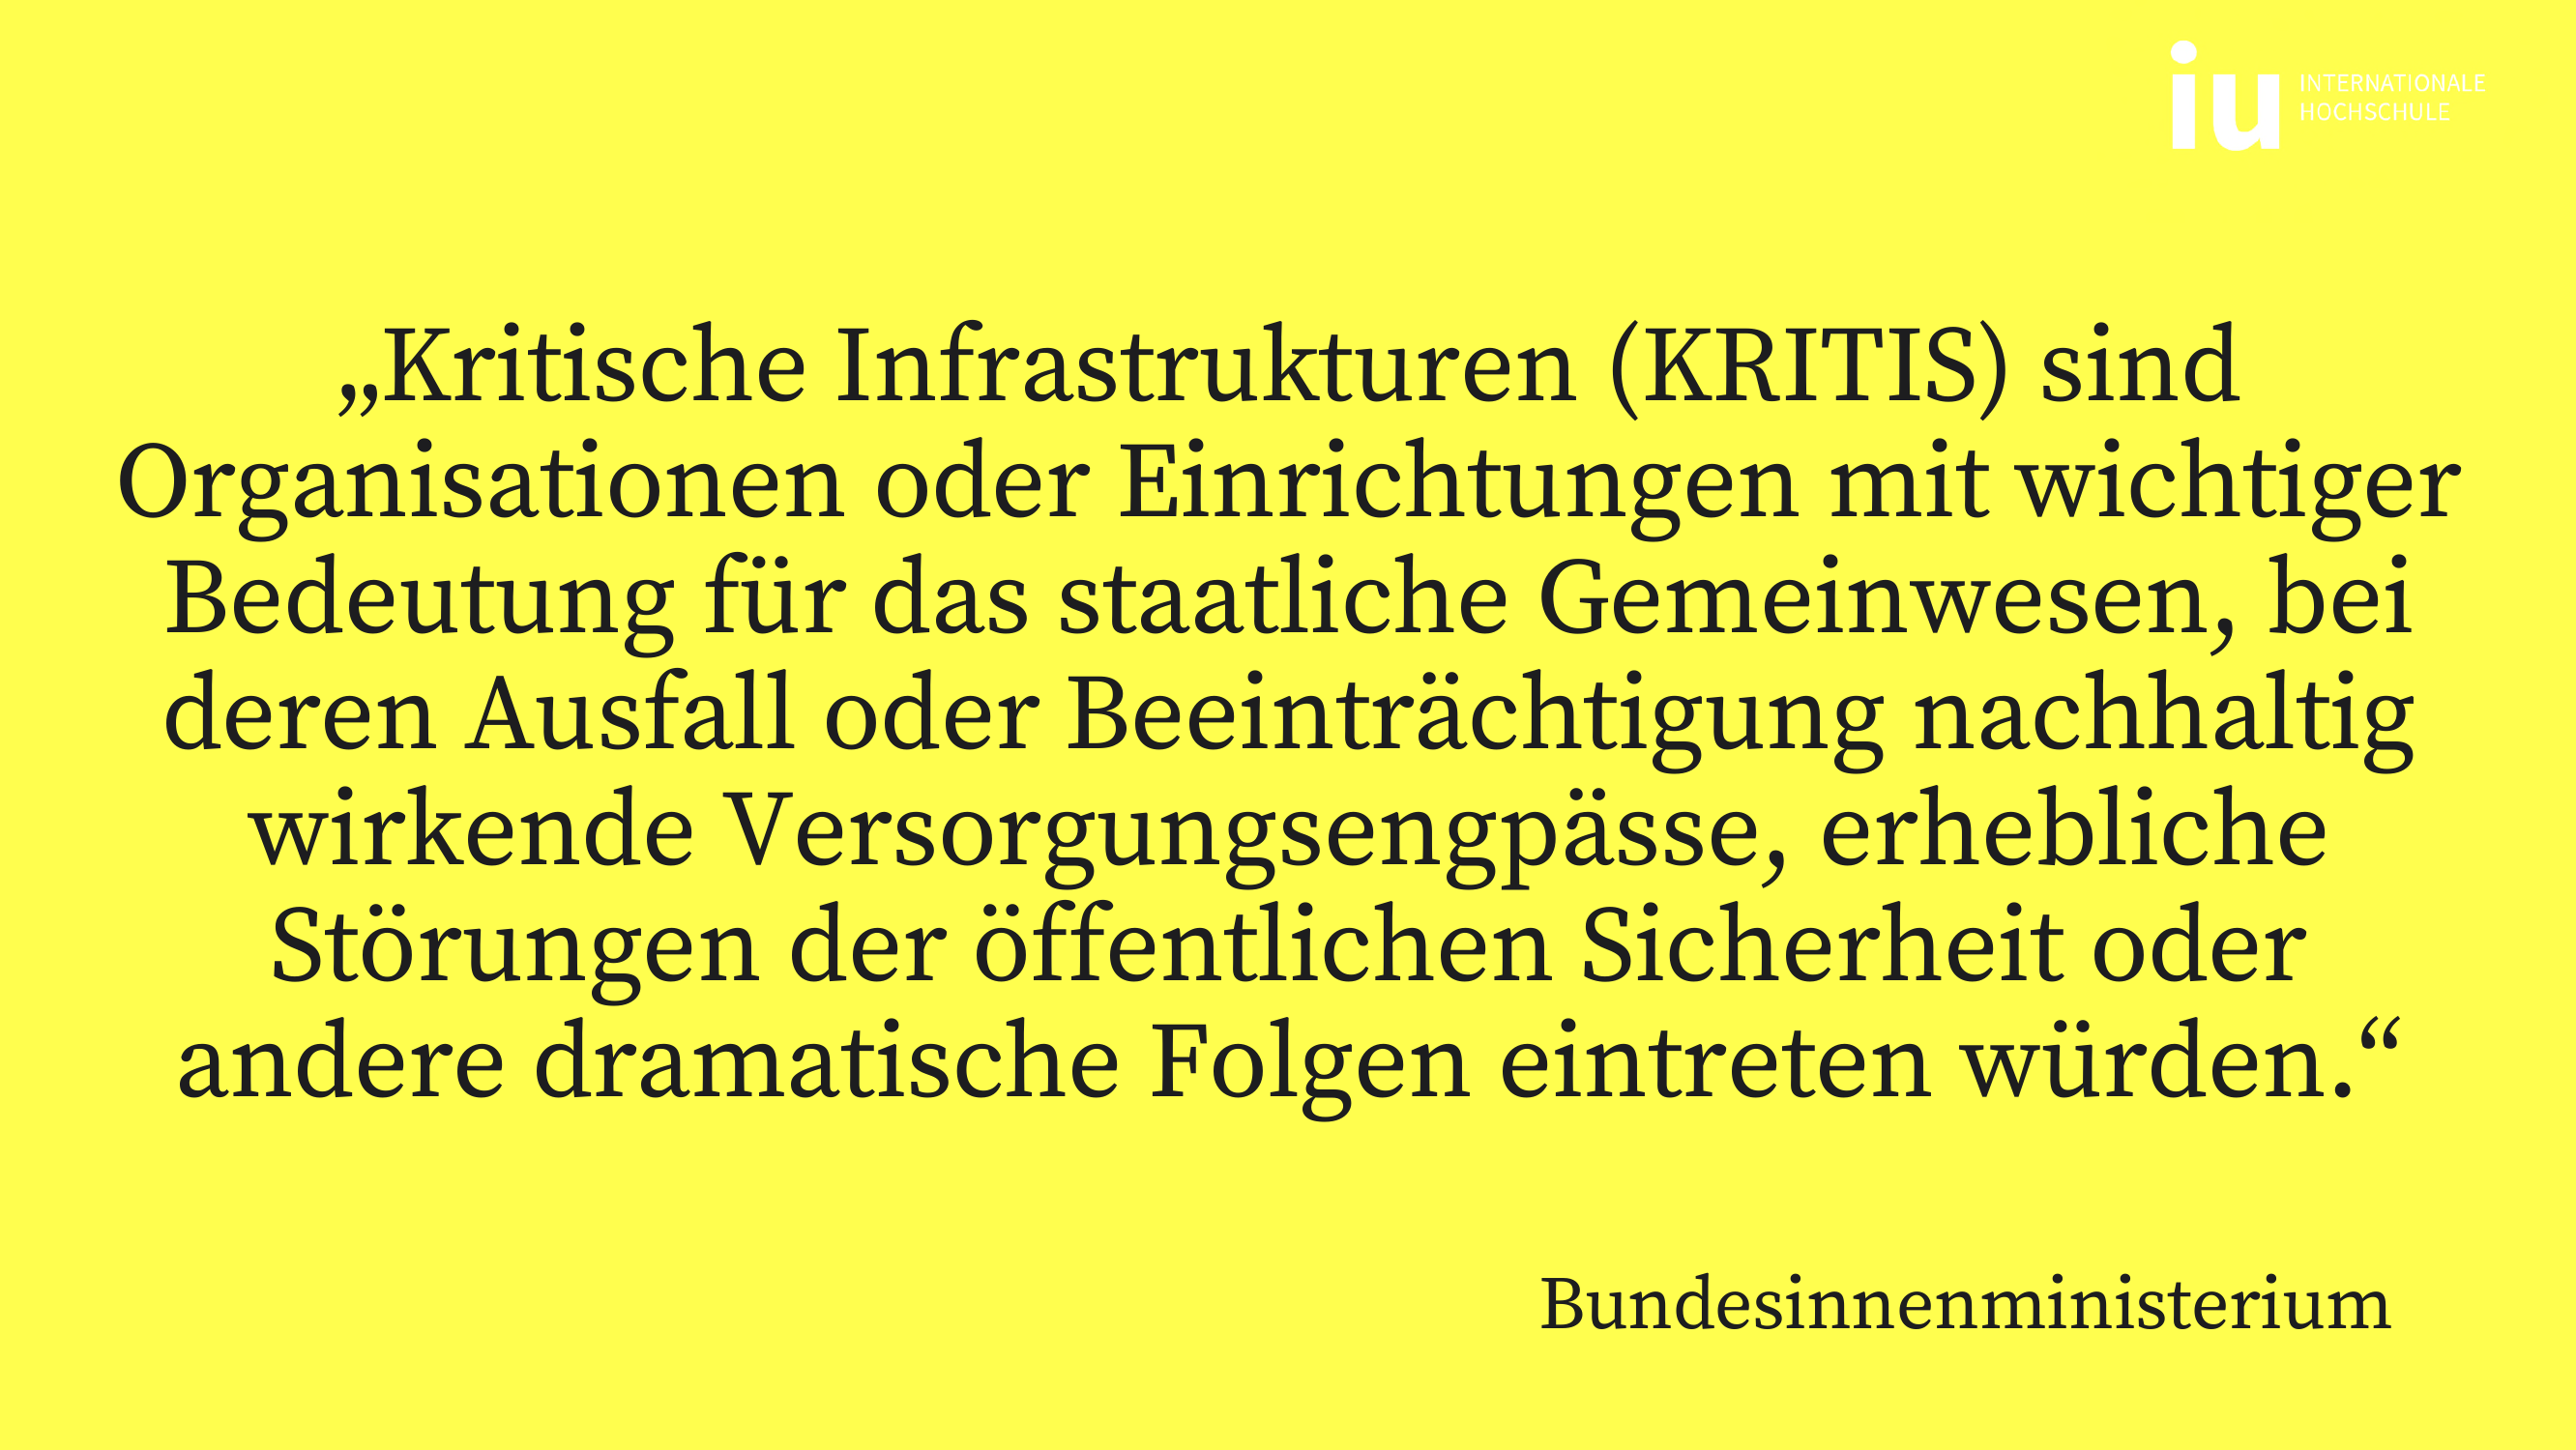 iu INTERNATIONALE
HOCHSCHULE
„Kritische Infrastrukturen (KRITIS) sind
Organisationen oder Einrichtungen mit wichtiger
Bedeutung für das staatliche Gemeinwesen, bei
deren Ausfall oder Beeinträchtigung nachhaltig
wirkende Versorgungsengpässe, erhebliche
Störungen der öffentlichen Sicherheit oder
andere dramatische Folgen eintreten würden.“
Bundesinnenministerium